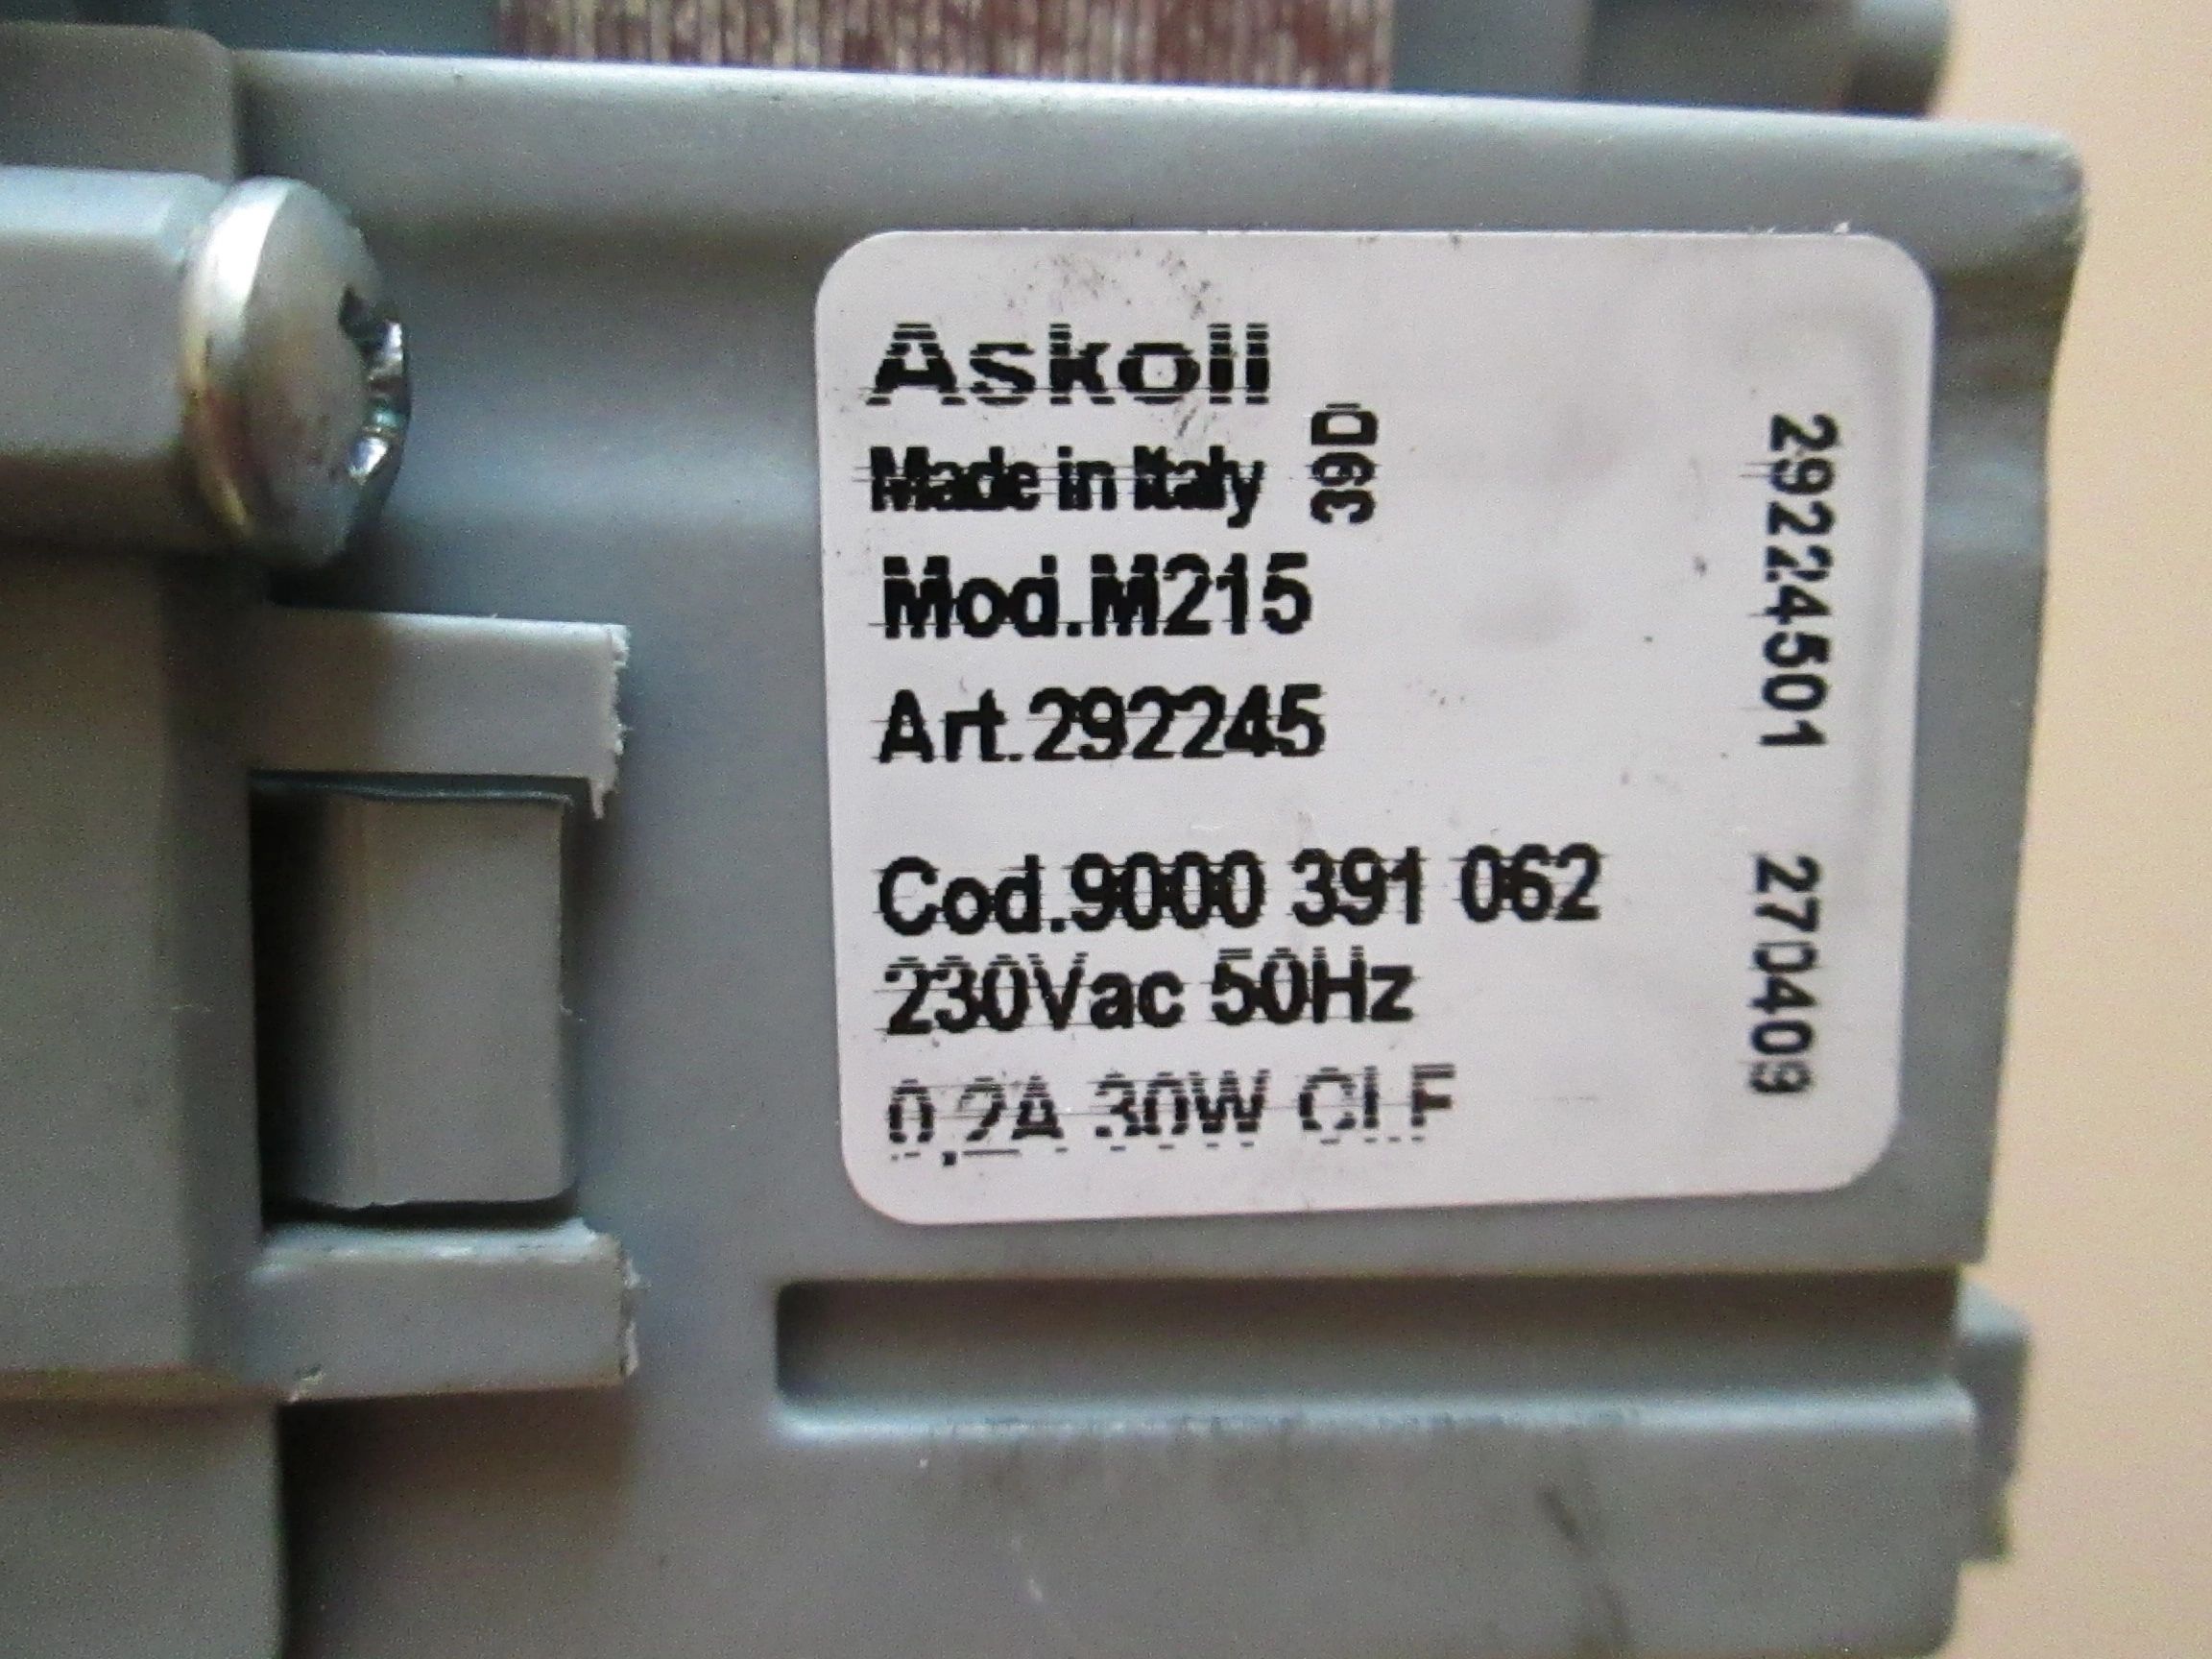 Askoll
Made in Italy
39D
Mod.M215
Art.292245
Cod.9000 391 062
230Vac 50Hz
0,2A 30W Cl F
29224501 270409